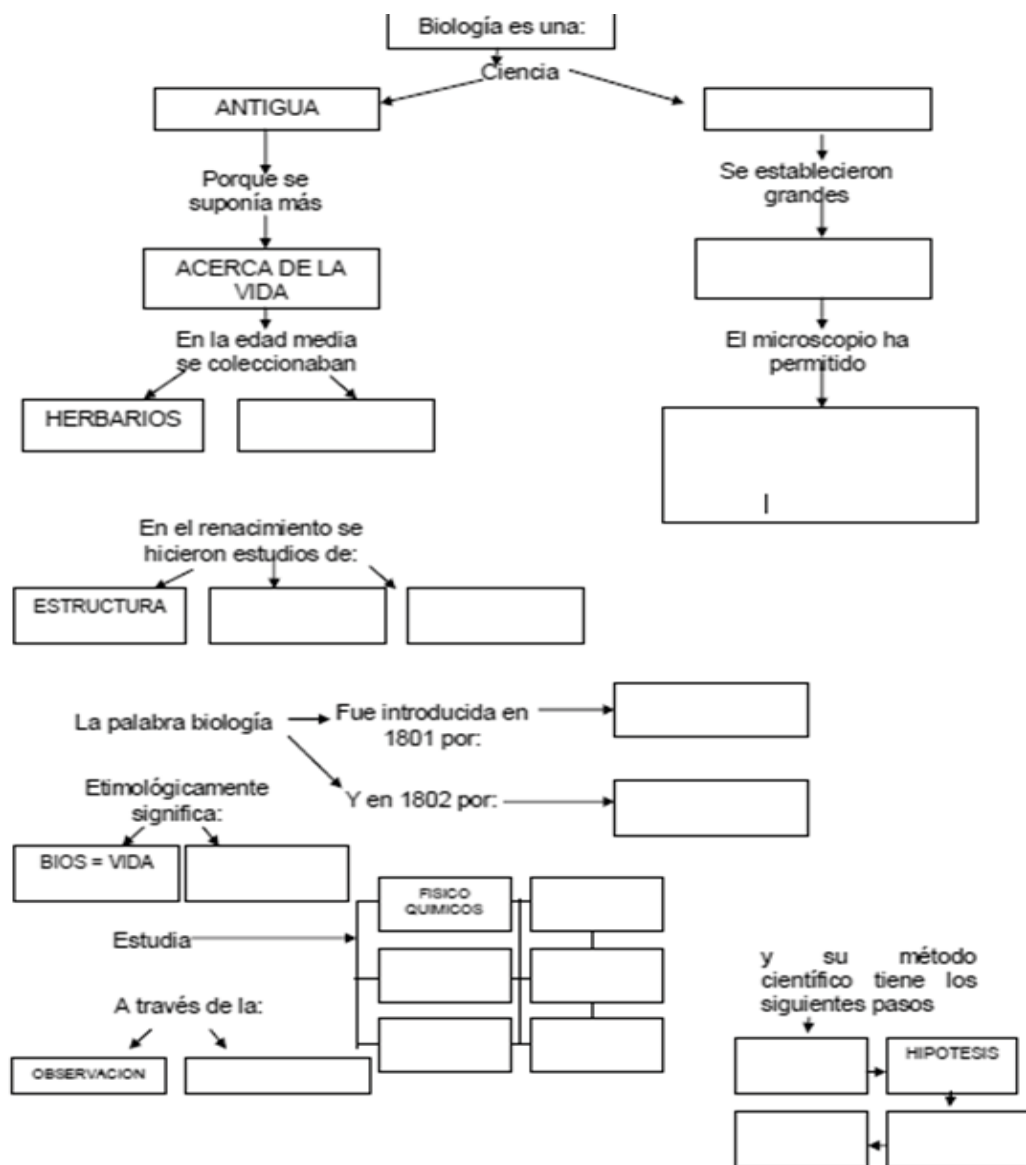 Biología es una:
Ciencia
ANTIGUA
Porque se
suponía más
ACERCA DE LA
VIDA
En la edad media
se coleccionaban
HERBARIOS
Se establecieron
grandes
El microscopio ha
permitido
En el renacimiento se
hicieron estudios de:
ESTRUCTURA
La palabra biología
Fue introducida en
1801 por:
Y en 1802 por:
Etimológicamente
significa:
BIOS = VIDA
Estudia
FISICO
QUIMICOS
A través de la:
OBSERVACION
y su método
científico tiene los
siguientes pasos
HIPOTESIS